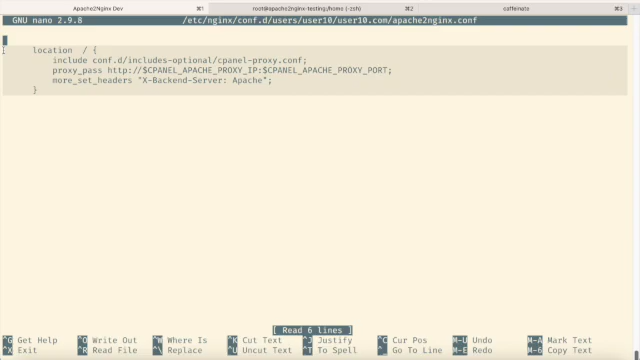 Apache2Nginx Dev ⌘1 root@apache2nginx-testing:/home (-zsh) ⌘2 caffeinate ⌘3
GNU nano 2.9.8 /etc/nginx/conf.d/users/user10/user10.com/apache2nginx.conf
location / {
include conf.d/includes-optional/cpanel-proxy.conf;
proxy_pass http://$CPANEL_APACHE_PROXY_IP:$CPANEL_APACHE_PROXY_PORT;
more_set_headers "X-Backend-Server: Apache";
}
[ Read 6 lines ]
^G Get Help ^O Write Out ^W Where Is ^K Cut Text ^J Justify ^C Cur Pos M-U Undo M-A Mark Text
^X Exit ^R Read File ^\ Replace ^U Uncut Text ^T To Spell ^_ Go To Line M-E Redo M-6 Copy Text